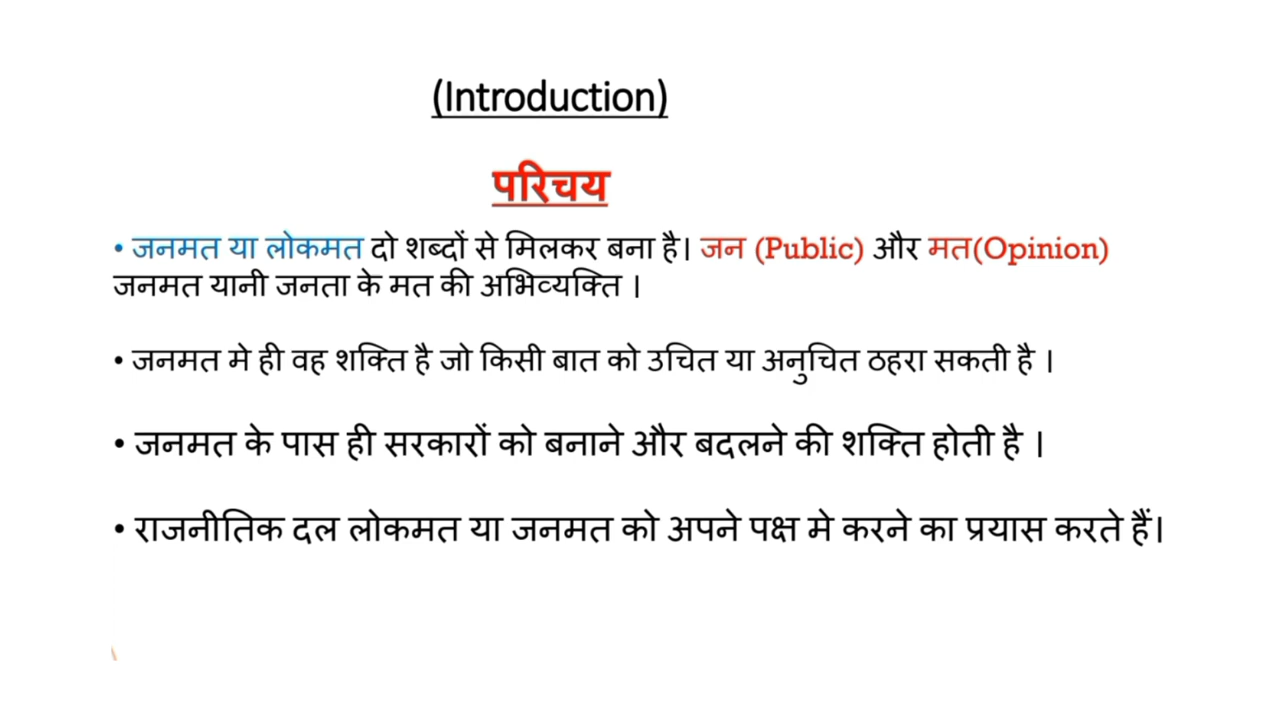 (Introduction)
परिचय
• जनमत या लोकमत दो शब्दों से मिलकर बना है। जन (Public) और मत(Opinion)
जनमत यानी जनता के मत की अभिव्यक्ति ।
• जनमत मे ही वह शक्ति है जो किसी बात को उचित या अनुचित ठहरा सकती है ।
• जनमत के पास ही सरकारों को बनाने और बदलने की शक्ति होती है ।
• राजनीतिक दल लोकमत या जनमत को अपने पक्ष मे करने का प्रयास करते हैं।